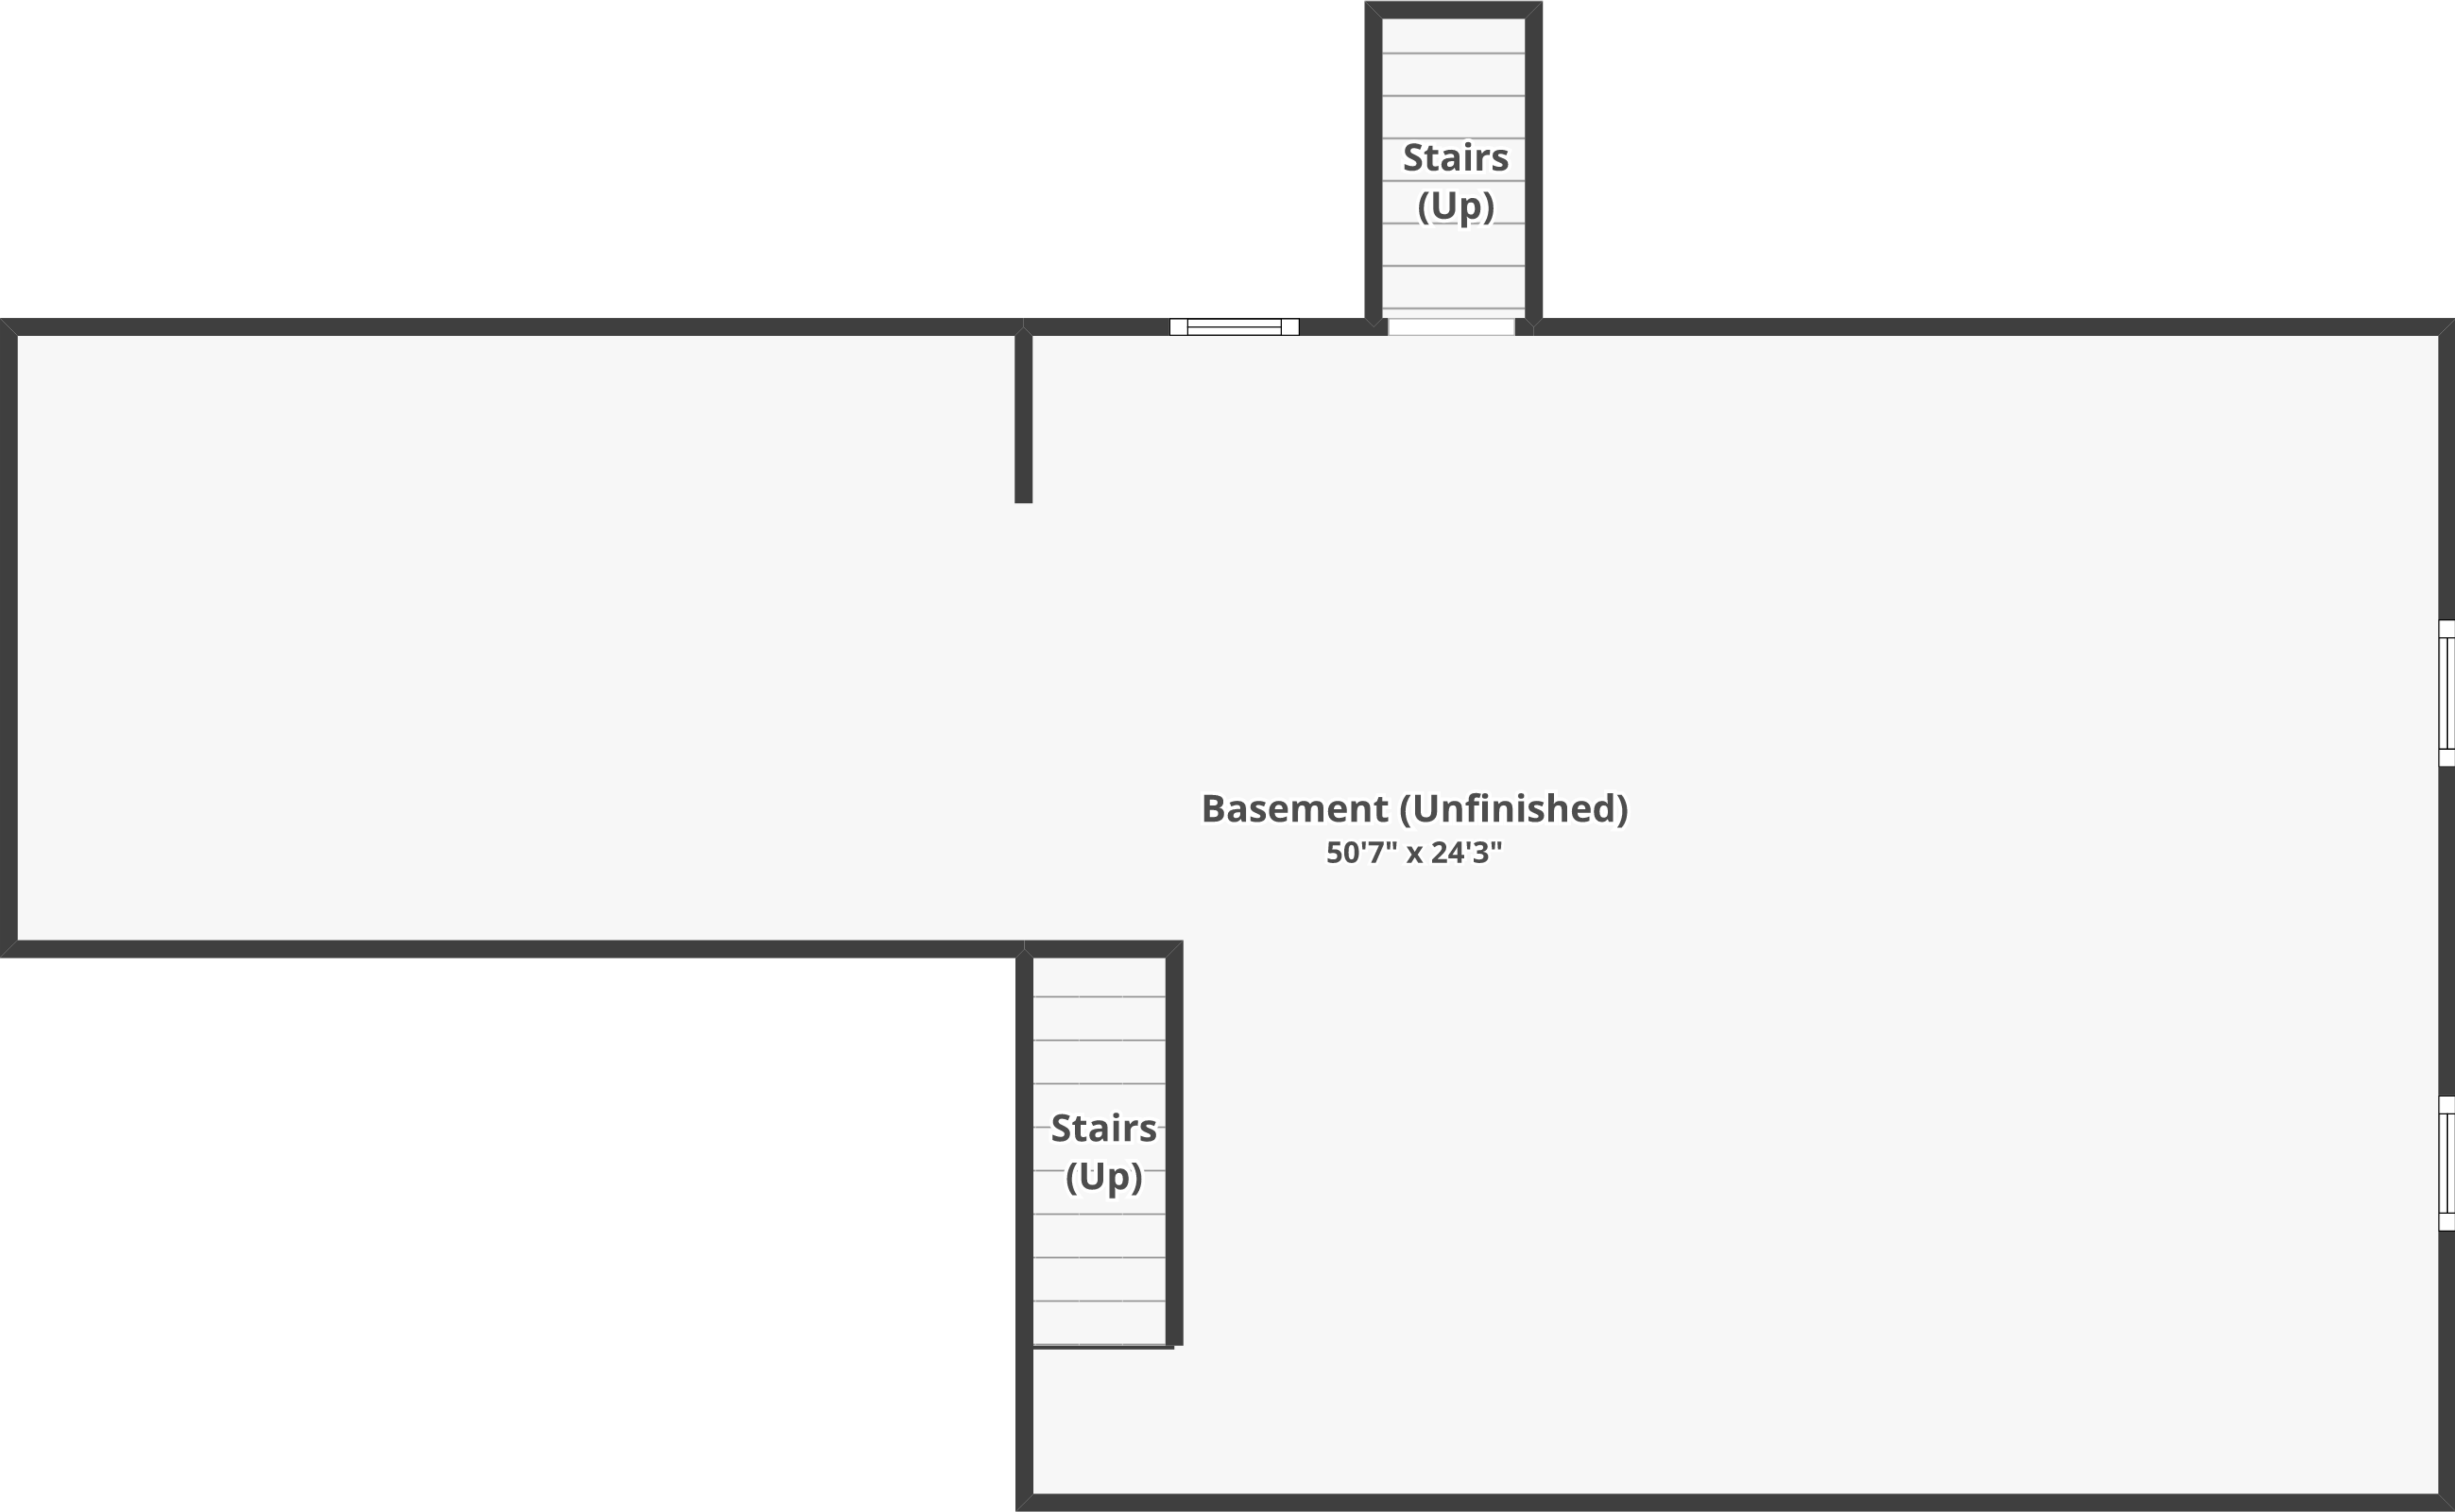 Stairs
(Up)
Basement (Unfinished)
50'7" x 24'3"
Stairs
(Up)